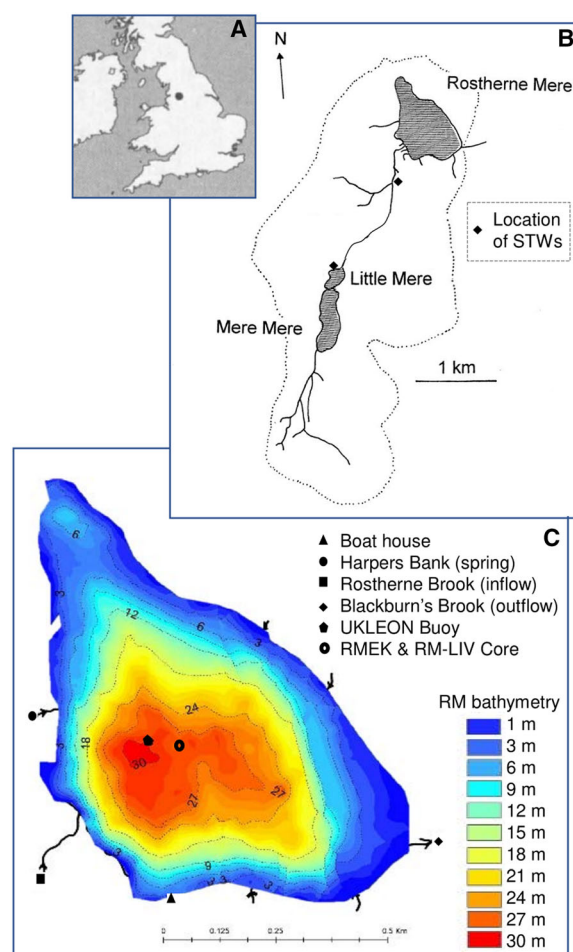 A
B
N
Rostherne Mere
Location
of STWs
Little Mere
Mere Mere
1 km
C
Boat house
Harpers Bank (spring)
Rostherne Brook (inflow)
Blackburn's Brook (outflow)
UKLEON Buoy
RMEK & RM-LIV Core
RM bathymetry
1 m
3 m
6 m
9 m
12 m
15 m
18 m
21 m
24 m
27 m
30 m
6
3
12
6
3
24
18
3
30
27
27
9
3
3
0 0.125 0.25 0.5 Km